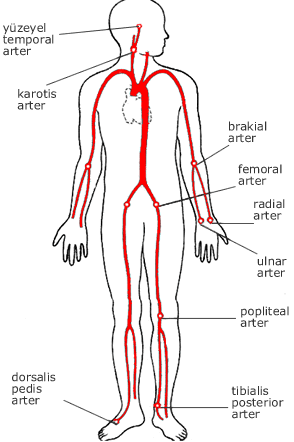 yüzeyel
temporal
arter
karotis
arter
brakial
arter
femoral
arter
radial
arter
ulnar
arter
popliteal
arter
dorsalis
pedis
arter
tibialis
posterior
arter